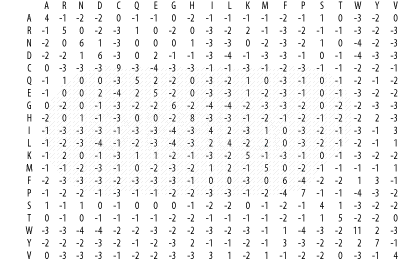 A R N D C Q E G H I L K M F P S T W Y V
A 4 -1 -2 -2 0 -1 -1 0 -2 -1 -1 -1 -1 -2 -1 1 0 -3 -2 0
R -1 5 0 -2 -3 1 0 -2 0 -3 -2 2 -1 -3 -2 -1 -1 -3 -2 -3
N -2 0 6 1 -3 0 0 0 1 -3 -3 0 -2 -3 -2 1 0 -4 -2 -3
D -2 -2 1 6 -3 0 2 -1 -1 -3 -4 -1 -3 -3 -1 0 -1 -4 -3 -3
C 0 -3 -3 -3 9 -3 -4 -3 -3 -1 -1 -3 -1 -2 -3 -1 -1 -2 -2 -1
Q -1 1 0 0 -3 5 2 -2 0 -3 -2 1 0 -3 -1 0 -1 -2 -1 -2
E -1 0 0 2 -4 2 5 -2 0 -3 -3 1 -2 -3 -1 0 -1 -3 -2 -2
G 0 -2 0 -1 -3 -2 -2 6 -2 -4 -4 -2 -3 -3 -2 0 -2 -2 -3 -3
H -2 0 1 -1 -3 0 0 -2 8 -3 -3 -1 -2 -1 -2 -1 -2 -2 2 -3
I -1 -3 -3 -3 -1 -3 -3 -4 -3 4 2 -3 1 0 -3 -2 -1 -3 -1 3
L -1 -2 -3 -4 -1 -2 -3 -4 -3 2 4 -2 2 0 -3 -2 -1 -2 -1 1
K -1 2 0 -1 -3 1 1 -2 -1 -3 -2 5 -1 -3 -1 0 -1 -3 -2 -2
M -1 -1 -2 -3 -1 0 -2 -3 -2 1 2 -1 5 0 -2 -1 -1 -1 -1 1
F -2 -3 -3 -3 -2 -3 -3 -3 -1 0 0 -3 0 6 -4 -2 -2 1 3 -1
P -1 -2 -2 -1 -3 -1 -1 -2 -2 -3 -3 -1 -2 -4 7 -1 -1 -4 -3 -2
S 1 -1 1 0 -1 0 0 0 -1 -2 -2 0 -1 -2 -1 4 1 -3 -2 -2
T 0 -1 0 -1 -1 -1 -1 -2 -2 -1 -1 -1 -1 -2 -1 1 5 -2 -2 0
W -3 -3 -4 -4 -2 -2 -3 -2 -2 -3 -2 -3 -1 1 -4 -3 -2 11 2 -3
Y -2 -2 -2 -3 -2 -1 -2 -3 2 -1 -1 -2 -1 3 -3 -2 -2 2 7 -1
V 0 -3 -3 -3 -1 -2 -2 -3 -3 3 1 -2 1 -1 -2 -2 0 -3 -1 4